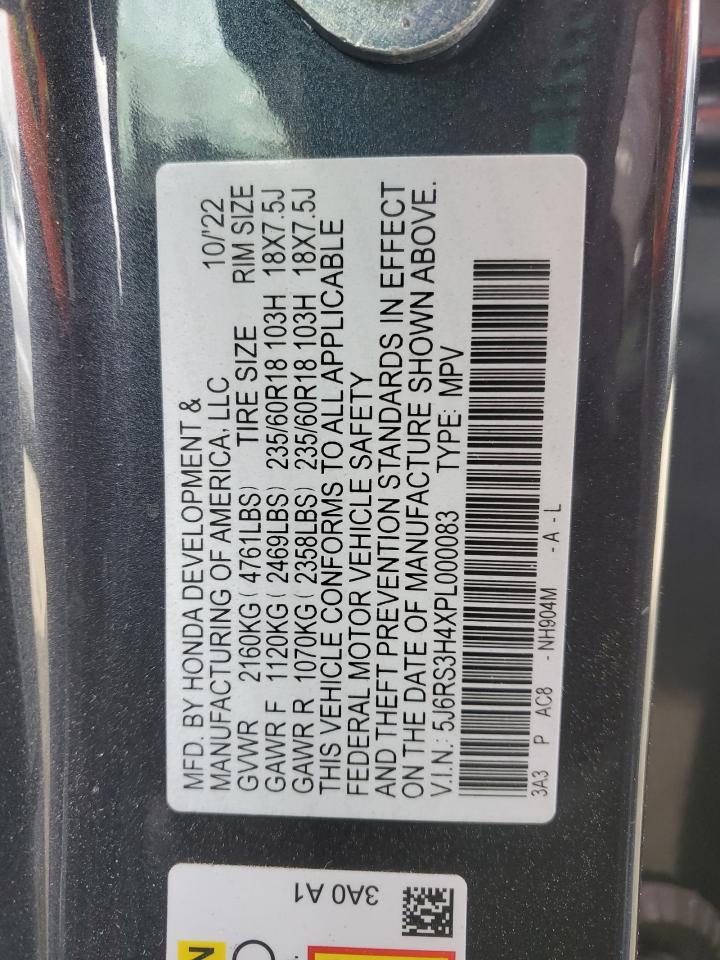 MFD. BY HONDA DEVELOPMENT &
MANUFACTURING OF AMERICA, LLC 10/'22
GVWR 2160KG( 4761LBS) TIRE SIZE RIM SIZE
GAWR F 1120KG( 2469LBS) 235/60R18 103H 18X7.5J
GAWR R 1070KG( 2358LBS) 235/60R18 103H 18X7.5J
THIS VEHICLE CONFORMS TO ALL APPLICABLE
FEDERAL MOTOR VEHICLE SAFETY
AND THEFT PREVENTION STANDARDS IN EFFECT
ON THE DATE OF MANUFACTURE SHOWN ABOVE.
V.I.N.: 5J6RS3H4XPL000083 TYPE: MPV
3A3 P AC8 - NH904M - A - L
3A0 A1